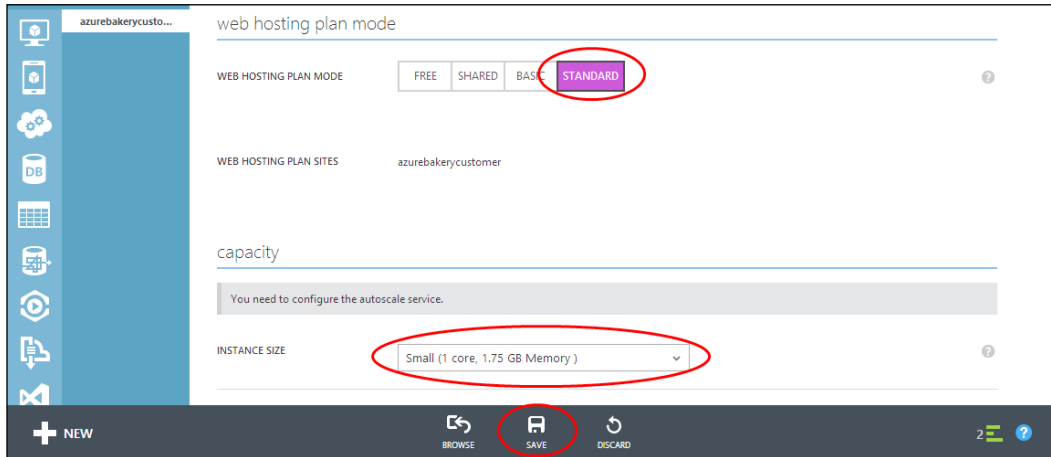 azurebakerycusto...
web hosting plan mode
WEB HOSTING PLAN MODE
FREE SHARED BASIC STANDARD
WEB HOSTING PLAN SITES
azurebakerycustomer
DB
capacity
You need to configure the autoscale service.
INSTANCE SIZE
Small (1 core, 1.75 GB Memory )
NEW
BROWSE
SAVE
DISCARD
2
?